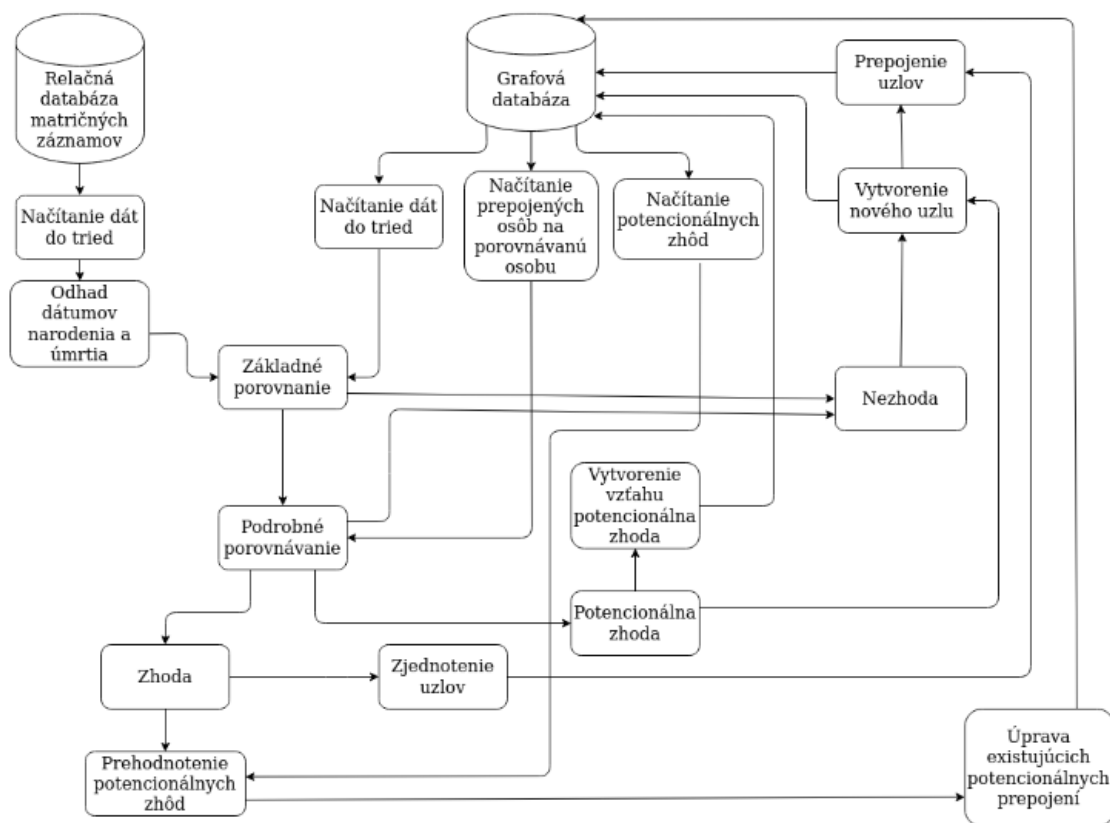 Relačná
databáza
matričných
záznamov
Grafová
databáza
Prepojenie
uzlov
Načítanie dát
do tried
Načítanie dát
do tried
Načítanie
prepojených
osôb na
porovnávanú
osobu
Načítanie
potencionálnych
zhôd
Vytvorenie
nového uzlu
Odhad
dátumov
narodenia a
úmrtia
Základné
porovnanie
Nezhoda
Vytvorenie
vzťahu
potencionálna
zhoda
Podrobné
porovnávanie
Potencionálna
zhoda
Zhoda
Zjednotenie
uzlov
Prehodnotenie
potencionálnych
zhôd
Úprava
existujúcich
potencionálnych
prepojení